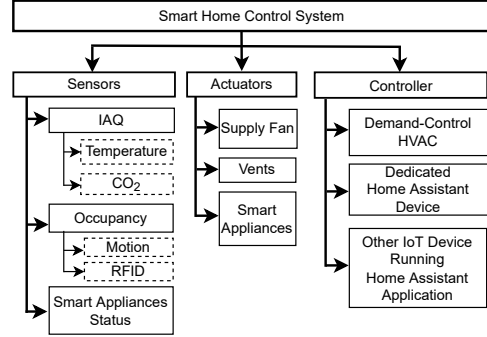 Smart Home Control System
Sensors
IAQ
Temperature
CO2
Occupancy
Motion
RFID
Smart Appliances
Status
Actuators
Supply Fan
Vents
Smart
Appliances
Controller
Demand-Control
HVAC
Dedicated
Home Assistant
Device
Other IoT Device
Running
Home Assistant
Application